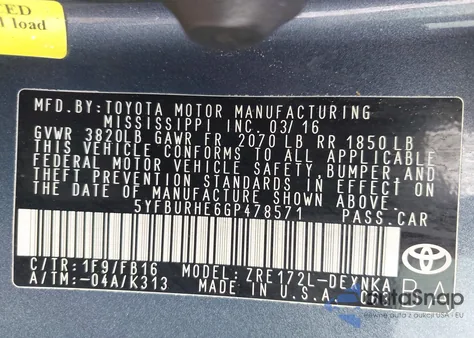 load
MFD.BY:TOYOTA MOTOR MANUFACTURING
MISSISSIPPI INC. 03/16
GVWR 3820LB GAWR FR 2070 LB RR 1850 LB
THIS VEHICLE CONFORMS TO ALL APPLICABLE
FEDERAL MOTOR VEHICLE SAFETY, BUMPER, AND
THEFT PREVENTION STANDARDS IN EFFECT ON
THE DATE OF MANUFACTURE SHOWN ABOVE.
5YFBURHE6GP478571 PASS.CAR
C/TR:1F9/FB16 MODEL: ZRE172L-DEXNKA
A/TM:-04A/K313 MADE IN U.S.A.
TOYOTA
AutaSnap